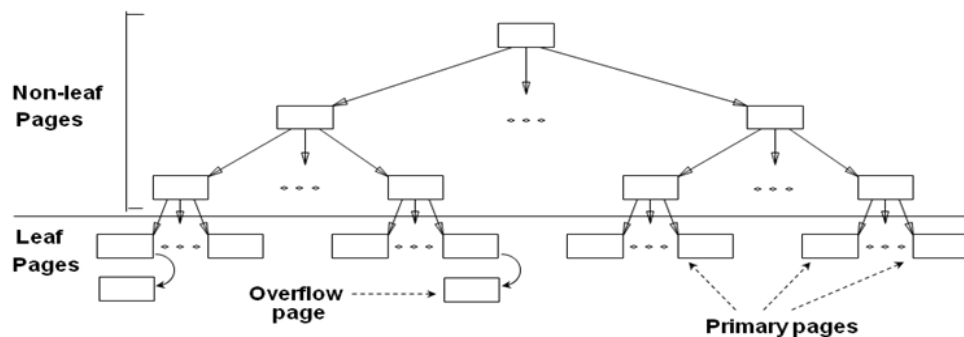 Non-leaf
Pages
Leaf
Pages
Overflow
page
Primary pages